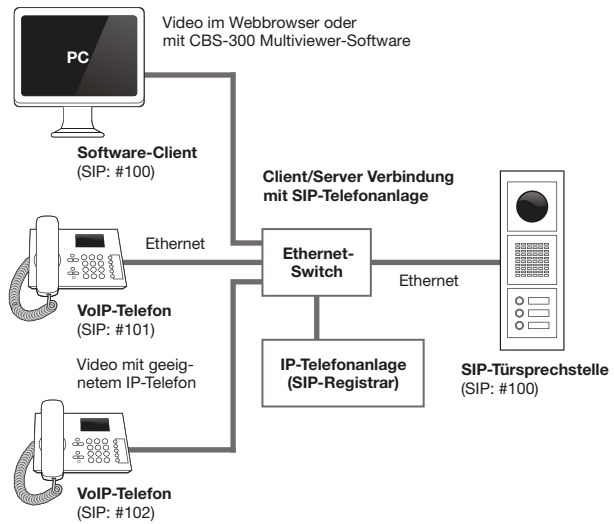 Video im Webbrowser oder
mit CBS-300 Multiviewer-Software
PC
Software-Client
(SIP: #100)
Client/Server Verbindung
mit SIP-Telefonanlage
Ethernet
Ethernet-
Switch
Ethernet
VoIP-Telefon
(SIP: #101)
Video mit geeig-
netem IP-Telefon
IP-Telefonanlage
(SIP-Registrar)
SIP-Türsprechstelle
(SIP: #100)
VoIP-Telefon
(SIP: #102)